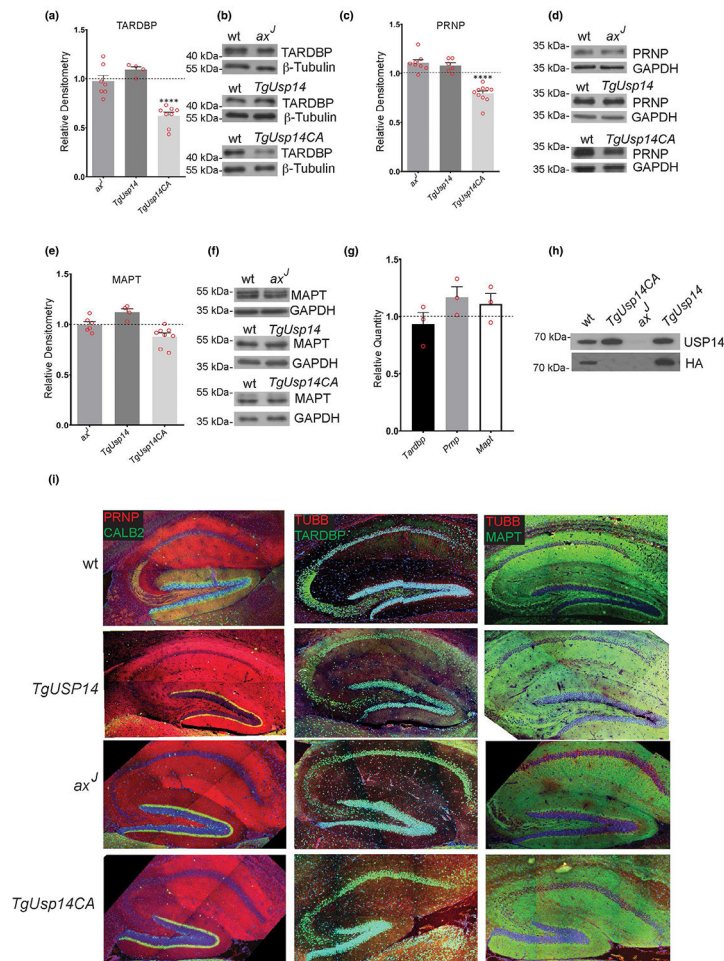 (a)
TARDBP
Relative Densitometry
1.5
1.0
0.5
0.0
****
axJ
TgUsp14
TgUsp14CA
(b)
wt axJ
40 kDa-
55 kDa-
TARDBP
β-Tubulin
wt TgUsp14
40 kDa-
55 kDa-
TARDBP
β-Tubulin
wt TgUsp14CA
40 kDa-
55 kDa-
TARDBP
β-Tubulin
(c)
PRNP
Relative Densitometry
1.5
1.0
0.5
0.0
****
axJ
TgUsp14
TgUsp14CA
(d)
wt axJ
35 kDa-
35 kDa-
PRNP
GAPDH
wt TgUsp14
35 kDa-
35 kDa-
PRNP
GAPDH
wt TgUsp14CA
35 kDa-
35 kDa-
PRNP
GAPDH
(e)
MAPT
Relative Densitometry
1.5
1.0
0.5
0.0
axJ
TgUsp14
TgUsp14CA
(f)
wt axJ
55 kDa-
35 kDa-
MAPT
GAPDH
wt TgUsp14
55 kDa-
35 kDa-
MAPT
GAPDH
wt TgUsp14CA
55 kDa-
35 kDa-
MAPT
GAPDH
(g)
Relative Quantity
1.5
1.0
0.5
0.0
Tardbp
Prnp
Mapt
(h)
wt
TgUsp14CA
axJ
TgUsp14
70 kDa-
USP14
70 kDa-
HA
(i)
PRNP
CALB2
TUBB
TARDBP
TUBB
MAPT
wt
TgUSP14
axJ
TgUsp14CA